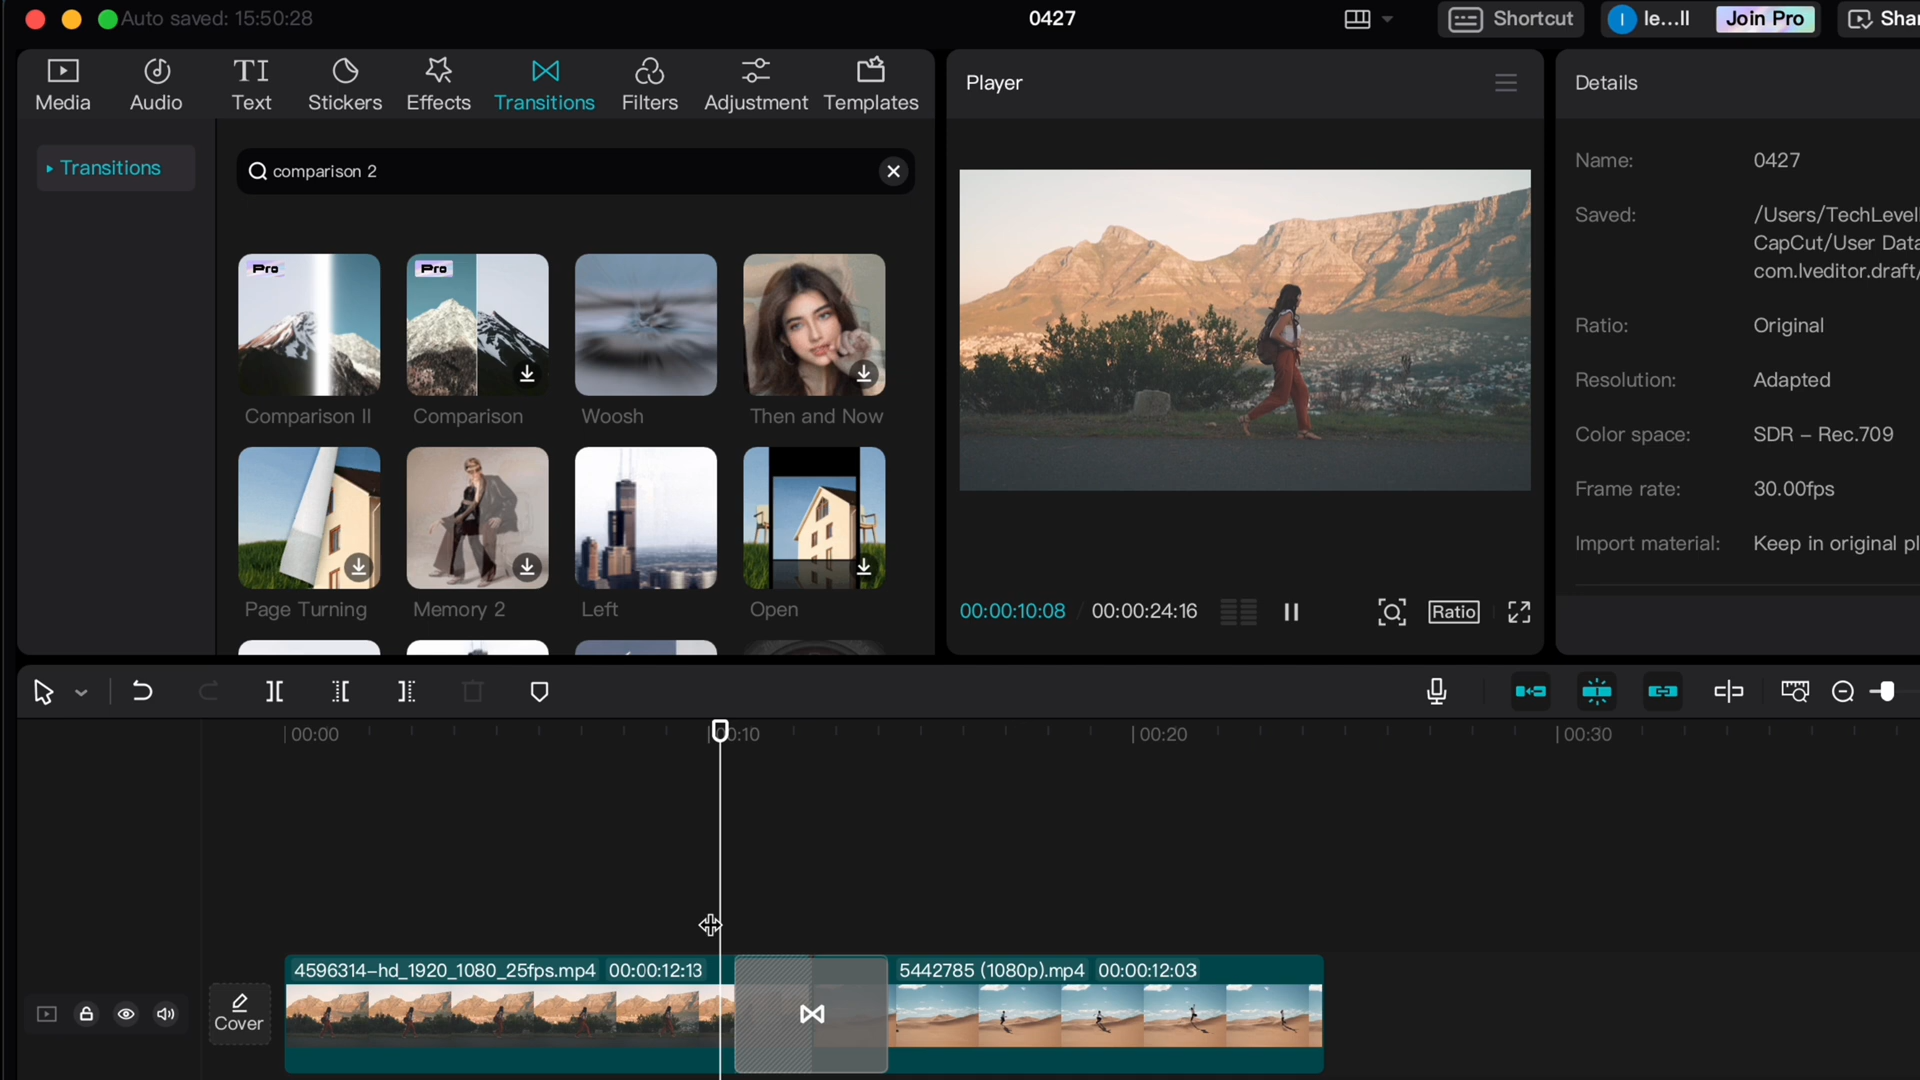 Auto saved: 15:50:28
0427
Shortcut
le...ll
Join Pro
Media
Audio
TI
Text
Stickers
Effects
Transitions
Filters
Adjustment
Templates
Player
Details
Transitions
comparison 2
Pro
Pro
Comparison II
Comparison
Woosh
Then and Now
Page Turning
Memory 2
Left
Open
Name:
0427
Saved:
/Users/TechLevell
CapCut/User Data
com.lveditor.draft/
Ratio:
Original
Resolution:
Adapted
Color space:
SDR – Rec.709
Frame rate:
30.00fps
Import material:
Keep in original pl
00:00:10:08 / 00:00:24:16
Ratio
00:00
00:10
00:20
00:30
4596314-hd_1920_1080_25fps.mp4 00:00:12:13
5442785 (1080p).mp4 00:00:12:03
Cover